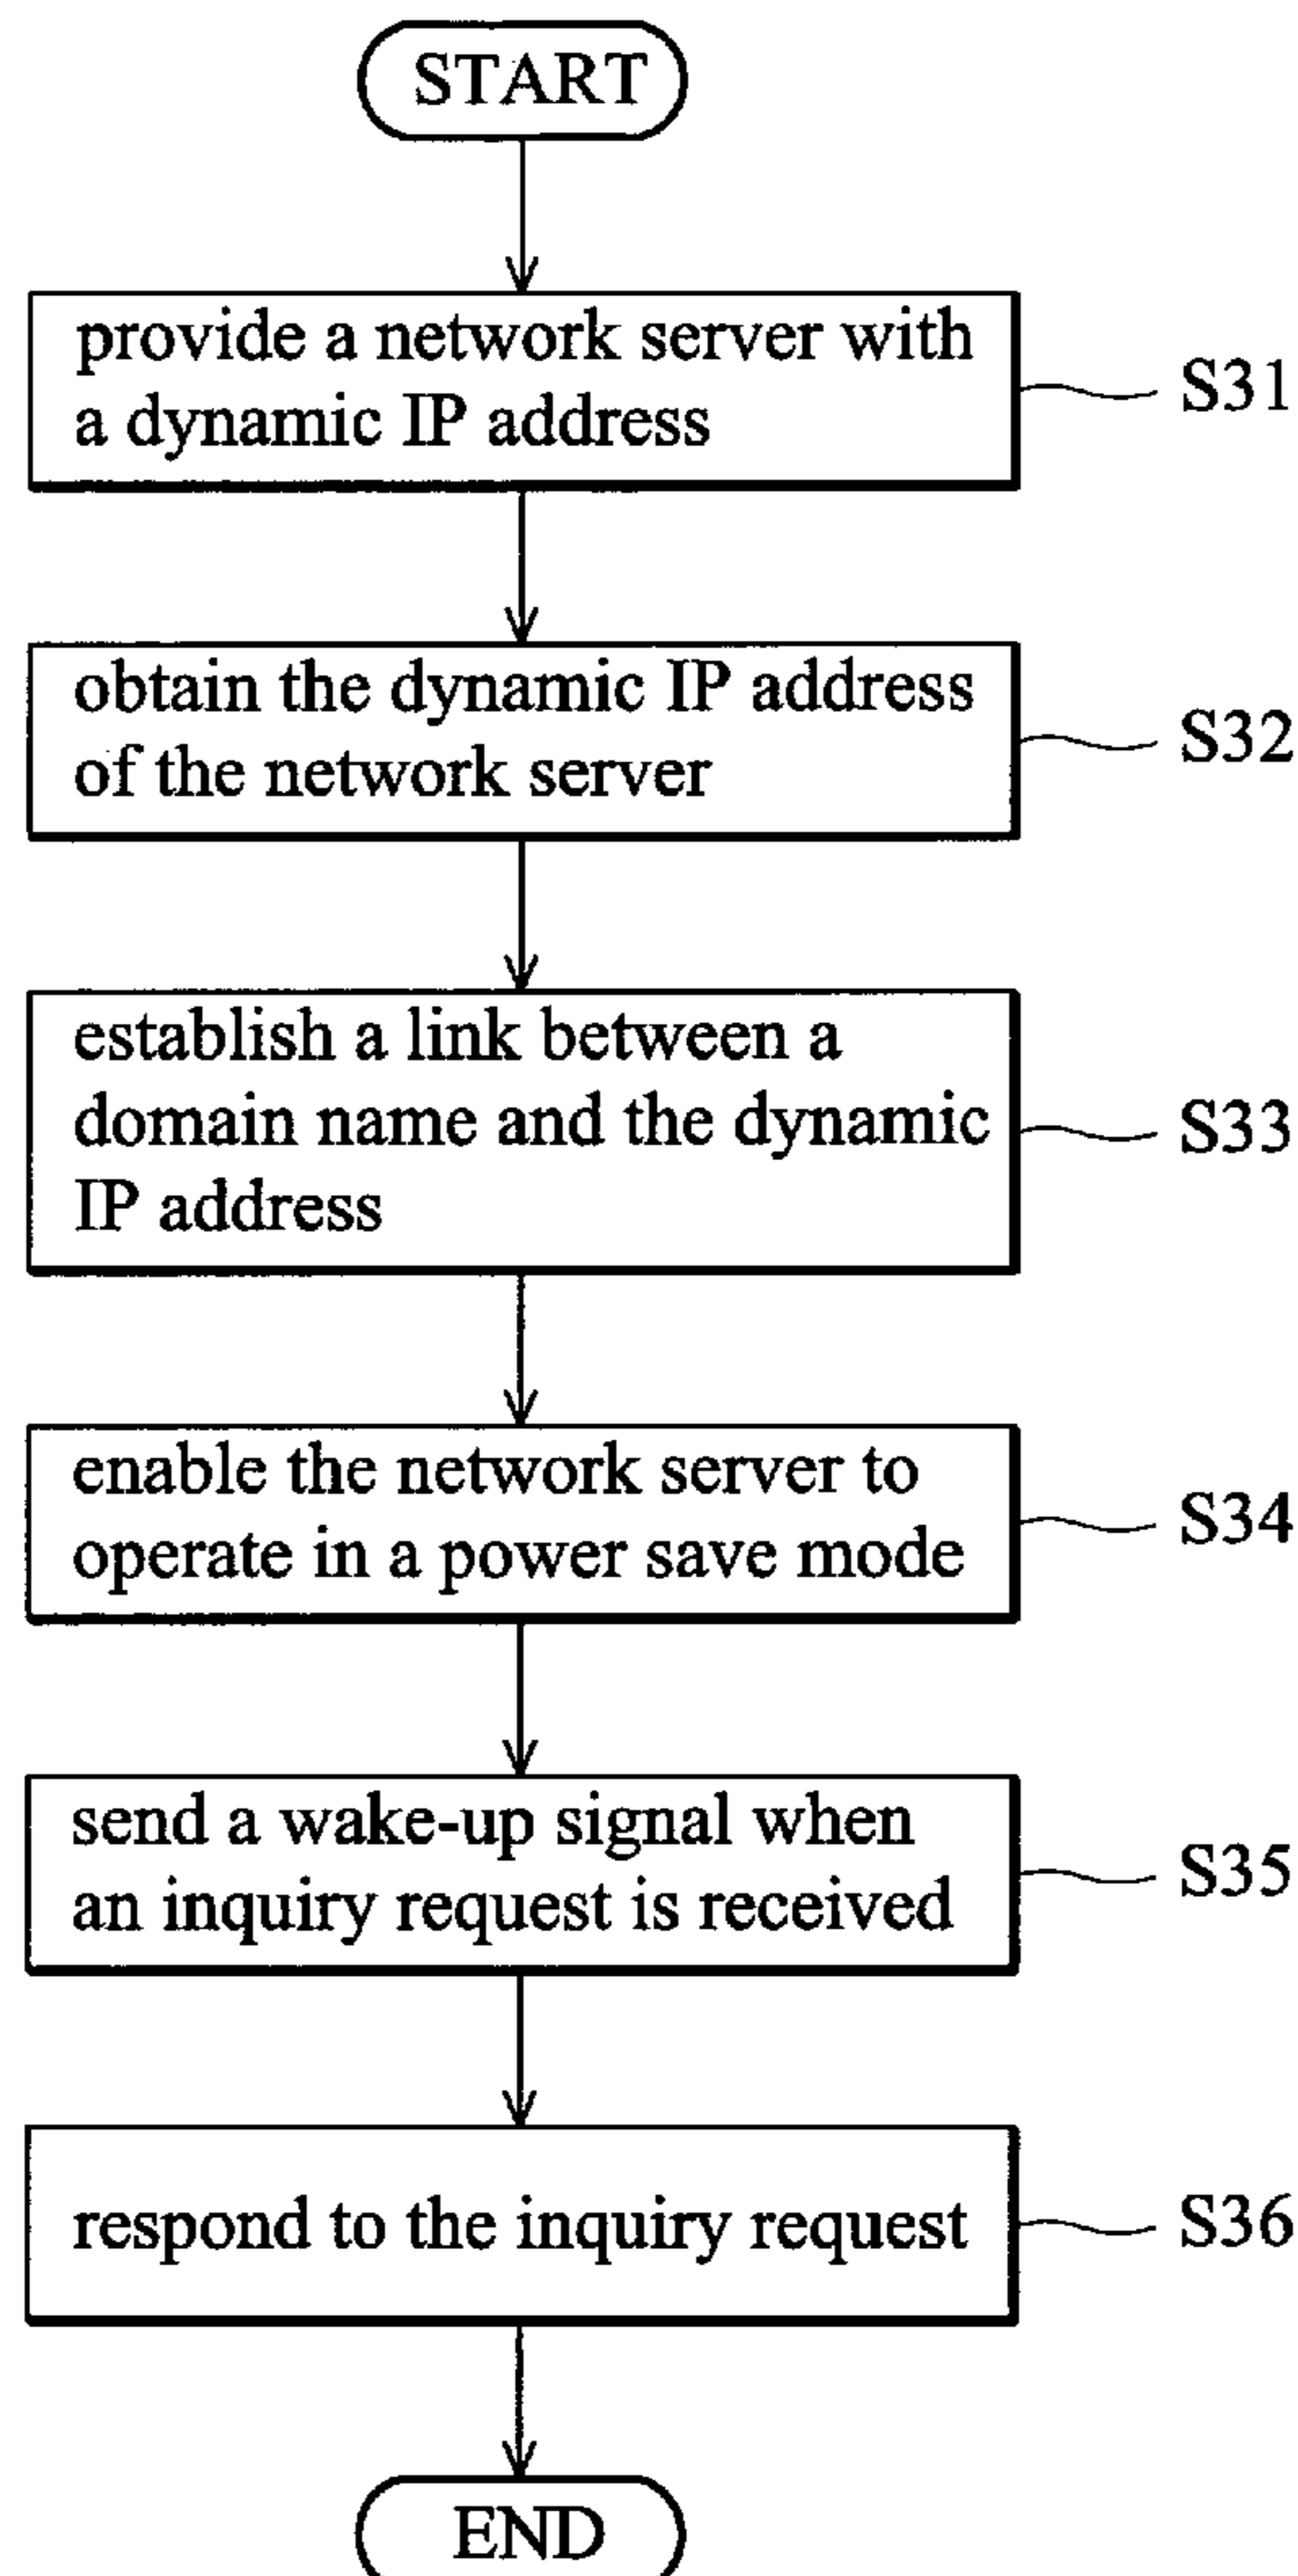 START
provide a network server with
a dynamic IP address
S31
obtain the dynamic IP address
of the network server
S32
establish a link between a
domain name and the dynamic
IP address
S33
enable the network server to
operate in a power save mode
S34
send a wake-up signal when
an inquiry request is received
S35
respond to the inquiry request
S36
END